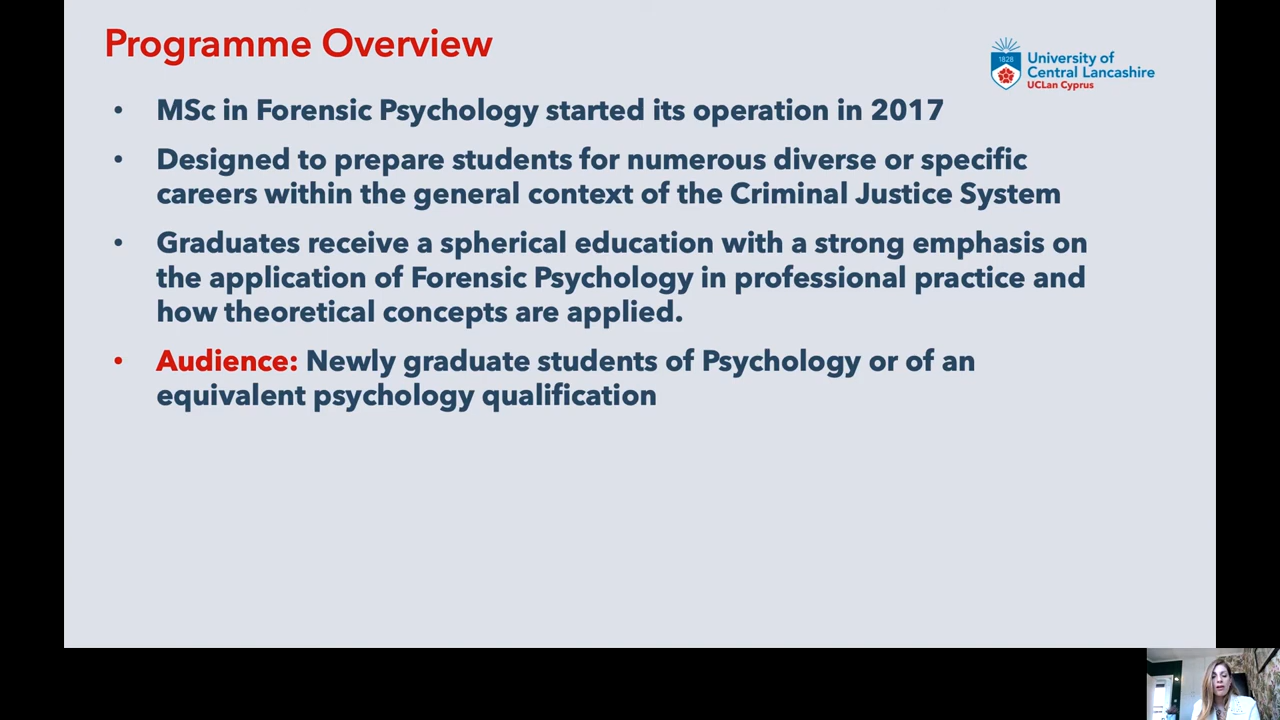 Programme Overview
1828
University of
Central Lancashire
UCLan Cyprus
• MSc in Forensic Psychology started its operation in 2017
• Designed to prepare students for numerous diverse or specific
careers within the general context of the Criminal Justice System
• Graduates receive a spherical education with a strong emphasis on
the application of Forensic Psychology in professional practice and
how theoretical concepts are applied.
• Audience: Newly graduate students of Psychology or of an
equivalent psychology qualification